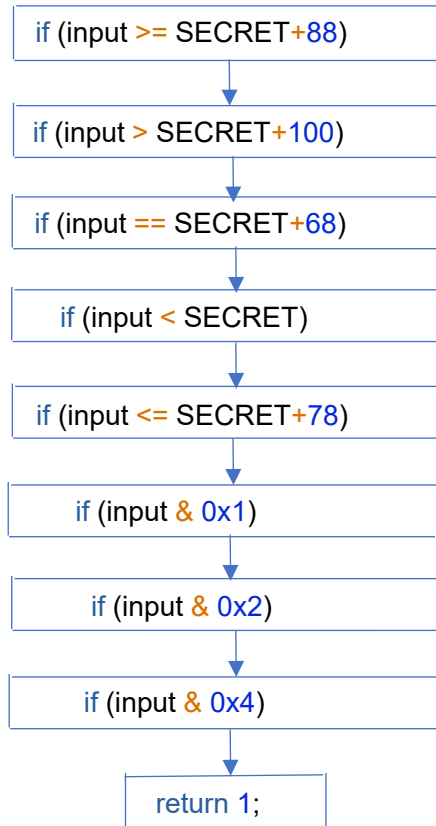 if (input >= SECRET+88)
if (input > SECRET+100)
if (input == SECRET+68)
if (input < SECRET)
if (input <= SECRET+78)
if (input & 0x1)
if (input & 0x2)
if (input & 0x4)
return 1;